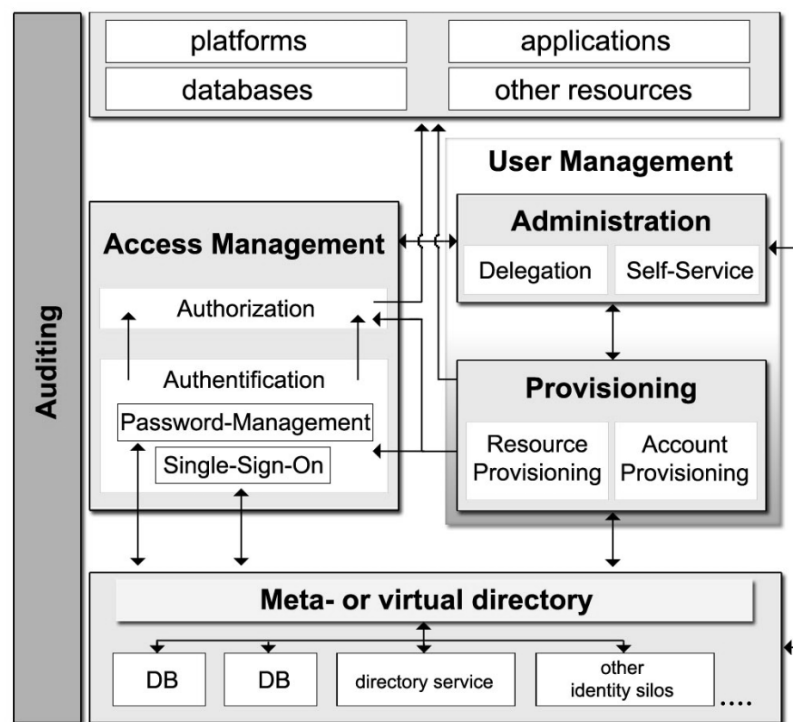 platforms
applications
databases
other resources
User Management
Administration
Delegation
Self-Service
Access Management
Authorization
Authentification
Password-Management
Single-Sign-On
Provisioning
Resource
Provisioning
Account
Provisioning
Auditing
Meta- or virtual directory
DB
DB
directory service
other
identity silos
....